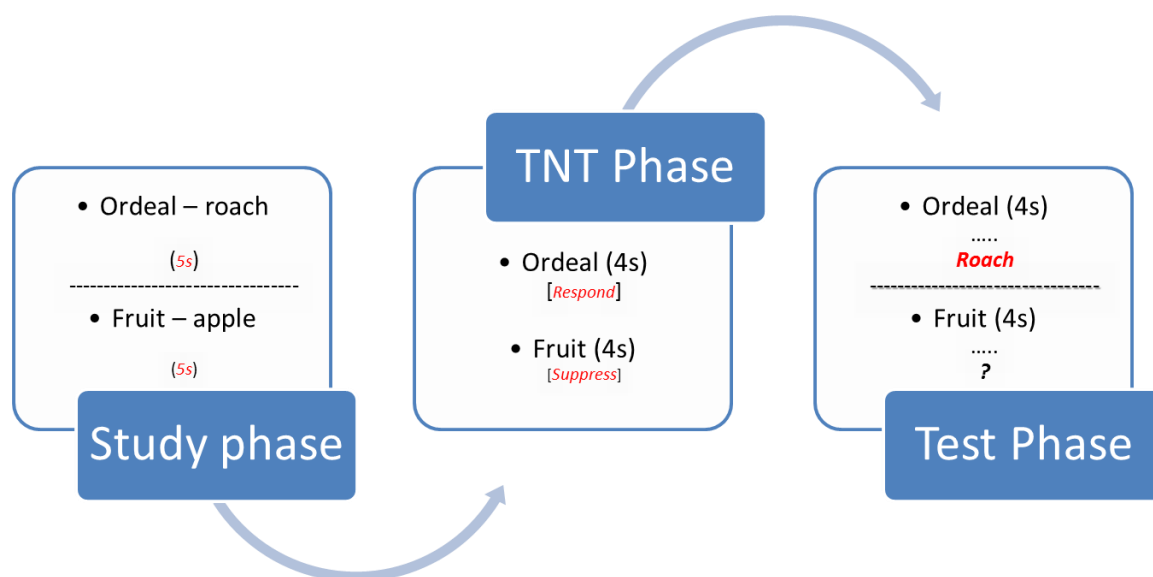 • Ordeal – roach
(5s)
----------------------------------
• Fruit – apple
(5s)
Study phase
TNT Phase
• Ordeal (4s)
[Respond]
• Fruit (4s)
[Suppress]
• Ordeal (4s)
.....
Roach
----------------------------------
• Fruit (4s)
.....
?
Test Phase